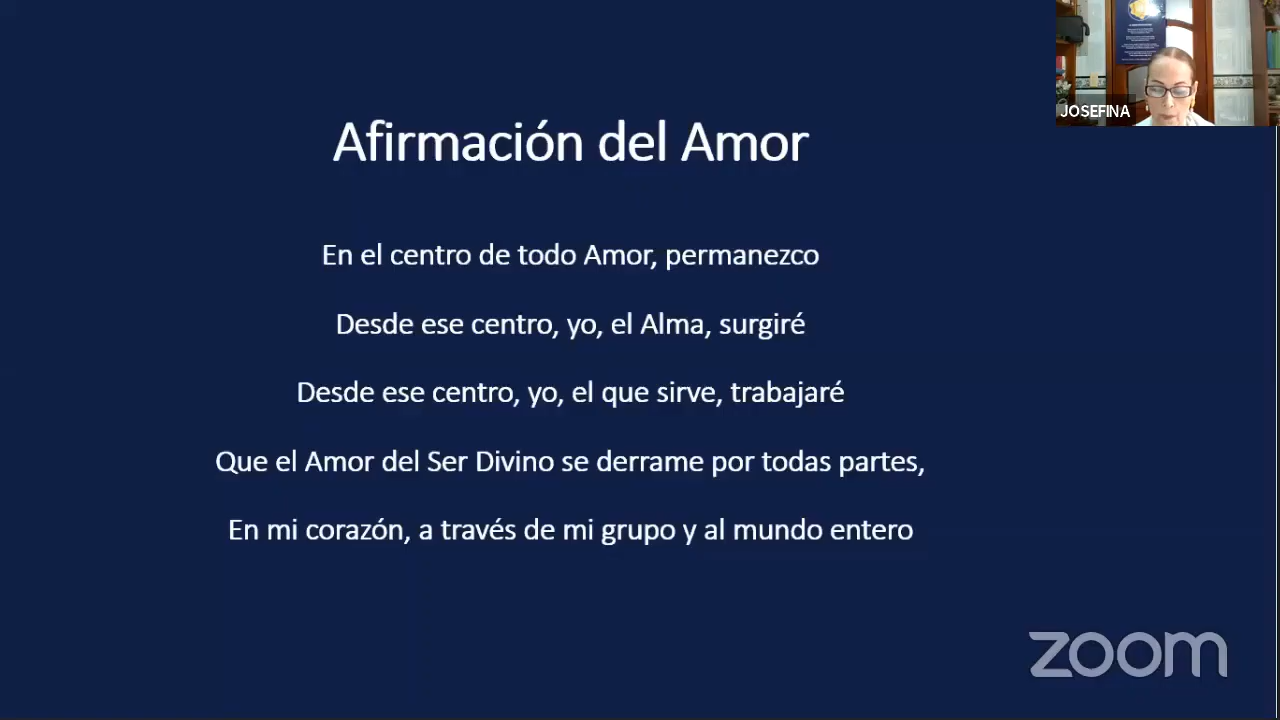 JOSEFINA
Afirmación del Amor
En el centro de todo Amor, permanezco
Desde ese centro, yo, el Alma, surgiré
Desde ese centro, yo, el que sirve, trabajaré
Que el Amor del Ser Divino se derrame por todas partes,
En mi corazón, a través de mi grupo y al mundo entero
zoom